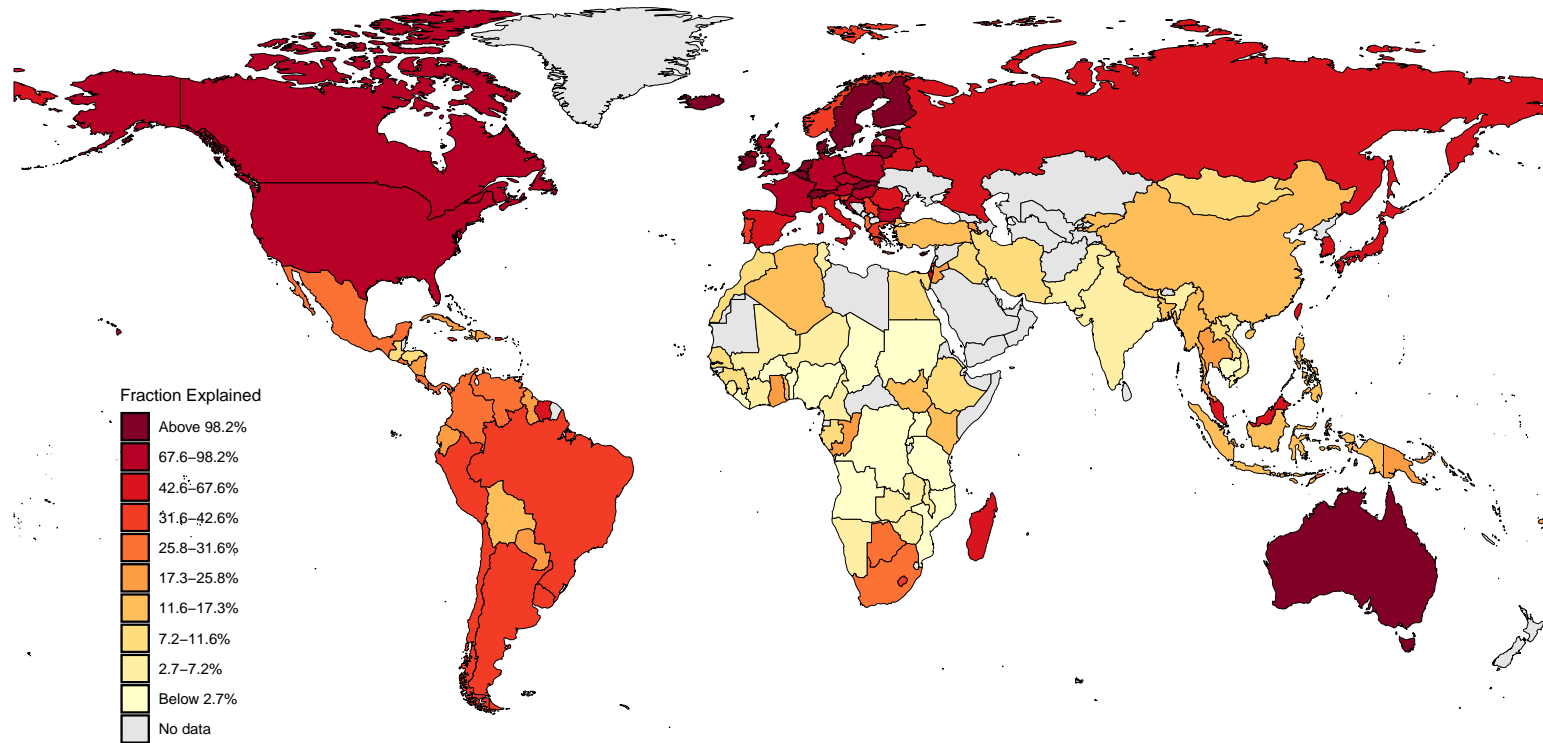 Fraction Explained
Above 98.2%
67.6–98.2%
42.6–67.6%
31.6–42.6%
25.8–31.6%
17.3–25.8%
11.6–17.3%
7.2–11.6%
2.7–7.2%
Below 2.7%
No data